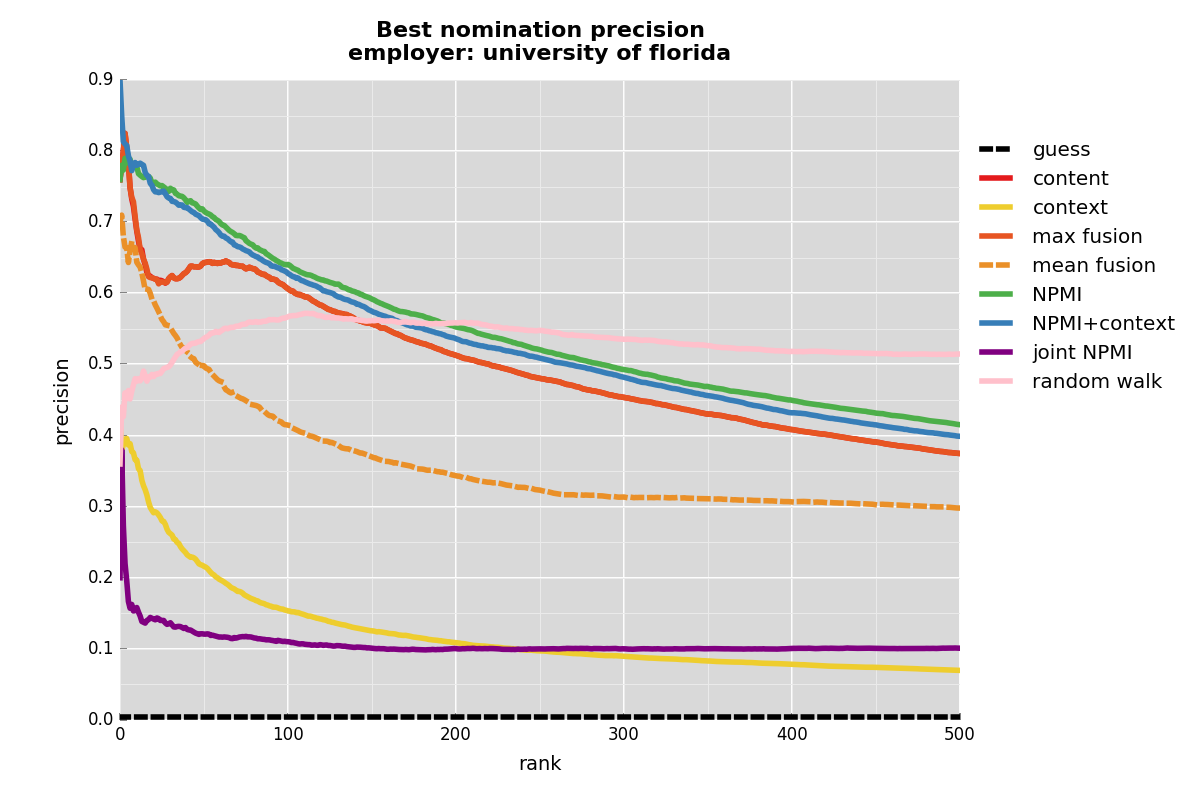 Best nomination precision
employer: university of florida
precision
0.9
0.8
0.7
0.6
0.5
0.4
0.3
0.2
0.1
0.0
0 100 200 300 400 500
rank
guess
content
context
max fusion
mean fusion
NPMI
NPMI+context
joint NPMI
random walk